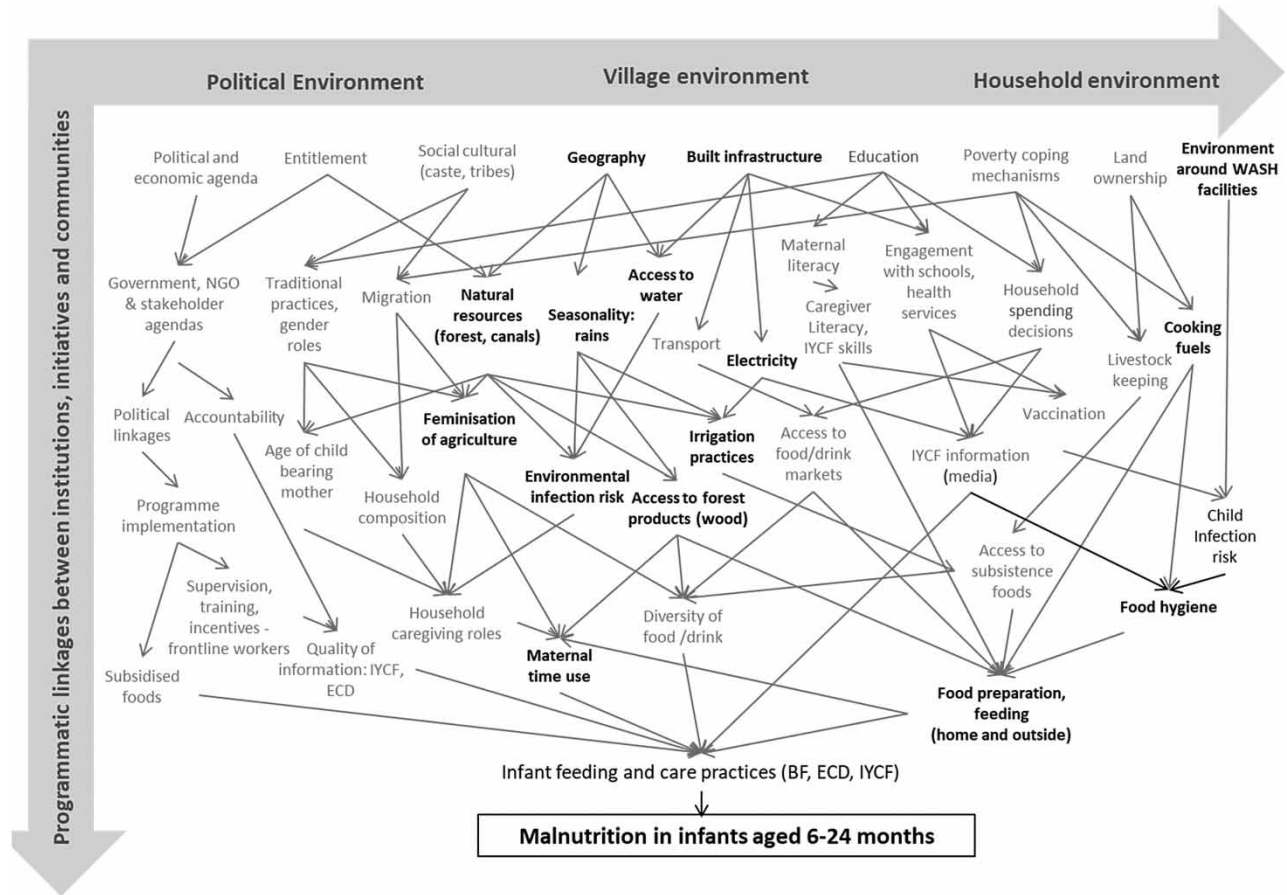 Political Environment
Village environment
Household environment
Programmatic linkages between institutions, initiatives and communities
Political and
economic agenda
Entitlement
Social cultural
(caste, tribes)
Geography
Built infrastructure
Education
Poverty coping
mechanisms
Land
ownership
Environment
around WASH
facilities
Government, NGO
& stakeholder
agendas
Traditional
practices,
gender
roles
Migration
Natural
resources
(forest, canals)
Seasonality:
rains
Access to
water
Transport
Electricity
Maternal
literacy
Caregiver
Literacy,
IYCF skills
Engagement
with schools,
health
services
Household
spending
decisions
Livestock
keeping
Cooking
fuels
Political
linkages
Accountability
Age of child
bearing
mother
Feminisation
of agriculture
Household
composition
Environmental
infection risk
Access to forest
products (wood)
Irrigation
practices
Access to
food/drink
markets
IYCF information
(media)
Vaccination
Programme
implementation
Child
Infection
risk
Access to
subsistence
foods
Food hygiene
Supervision,
training,
incentives -
frontline workers
Household
caregiving roles
Diversity of
food /drink
Subsidised
foods
Quality of
information: IYCF,
ECD
Maternal
time use
Food preparation,
feeding
(home and outside)
Infant feeding and care practices (BF, ECD, IYCF)
Malnutrition in infants aged 6-24 months